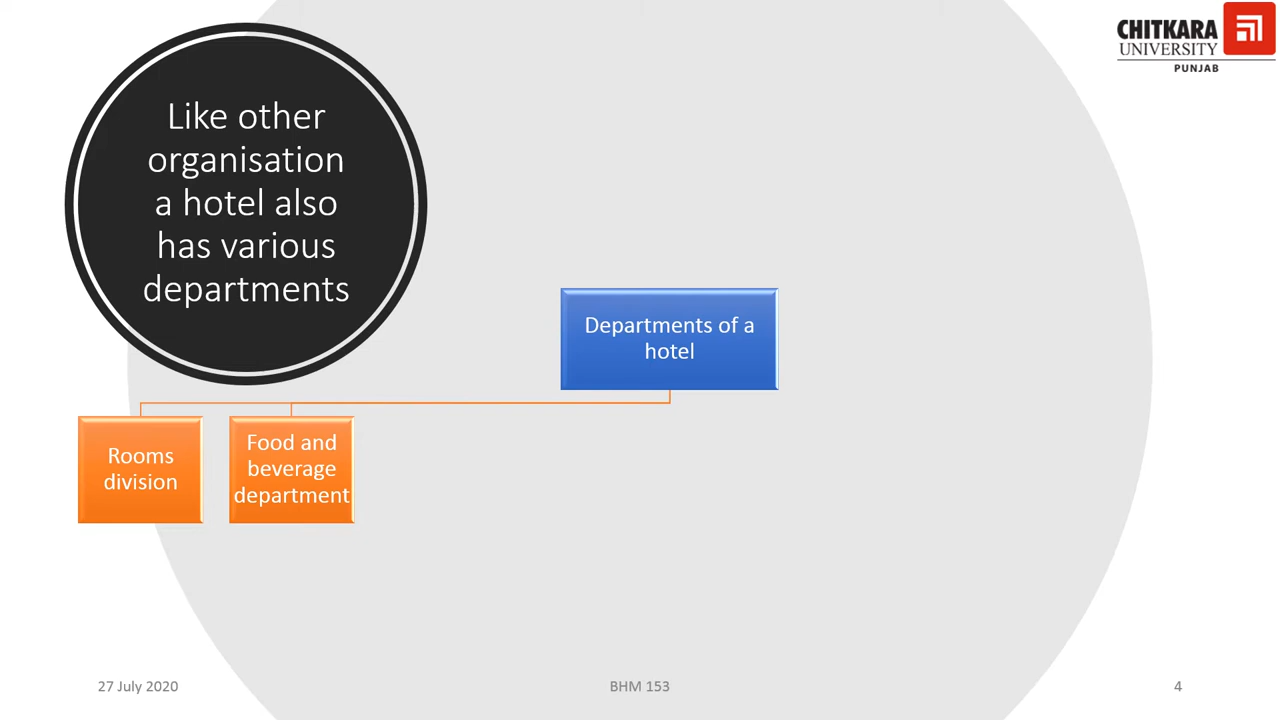 CHITKARA
UNIVERSITY
PUNJAB
Like other
organisation
a hotel also
has various
departments
Departments of a
hotel
Rooms
division
Food and
beverage
department
27 July 2020
BHM 153
4